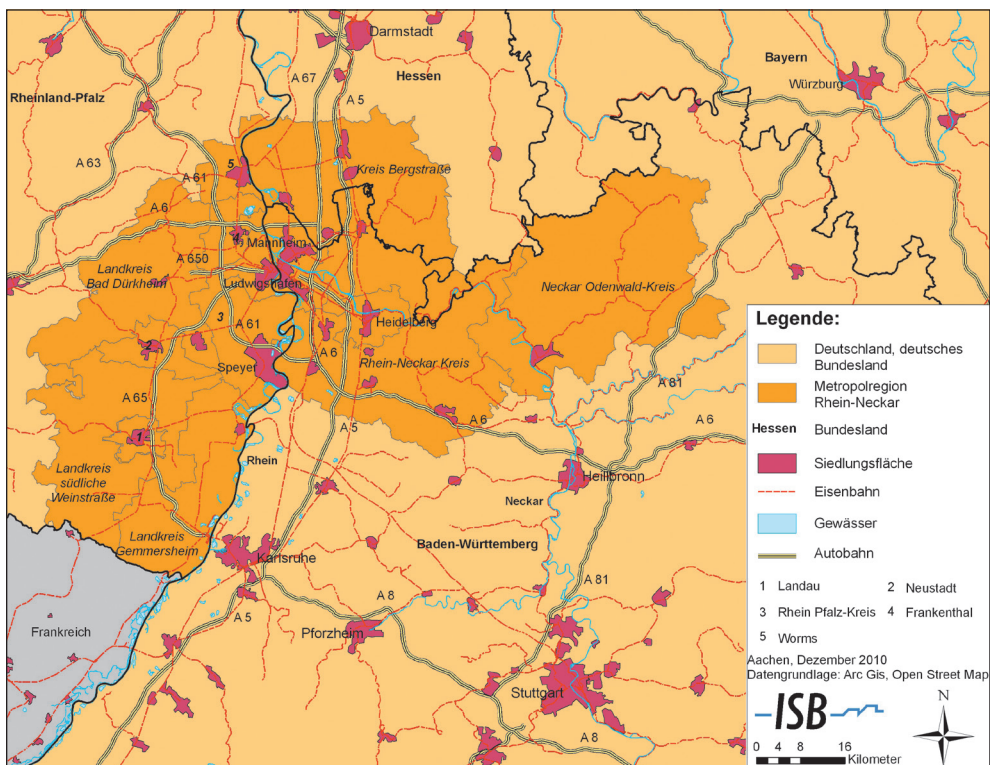 Darmstadt
Hessen
Bayern
Würzburg
Rheinland-Pfalz
A 67
A 5
A 63
A 61
5
Kreis Bergstraße
A 6
4
Mannheim
A 650
Landkreis
Bad Dürkheim
Ludwigshafen
Neckar Odenwald-Kreis
3
A 61
Heidelberg
2
Speyer
A 6
Rhein-Neckar Kreis
A 65
A 81
1
A 5
A 6
A 6
Landkreis
südliche
Weinstraße
Rhein
Heilbronn
Neckar
Landkreis
Gemmersheim
Karlsruhe
Baden-Württemberg
A 81
A 8
A 5
Frankreich
Pforzheim
Stuttgart
A 8
Legende:
Deutschland, deutsches
Bundesland
Metropolregion
Rhein-Neckar
Hessen Bundesland
Siedlungsfläche
Eisenbahn
Gewässer
Autobahn
1 Landau 2 Neustadt
3 Rhein Pfalz-Kreis 4 Frankenthal
5 Worms
Aachen, Dezember 2010
Datengrundlage: Arc Gis, Open Street Map
ISB
N
0 4 8 16
Kilometer